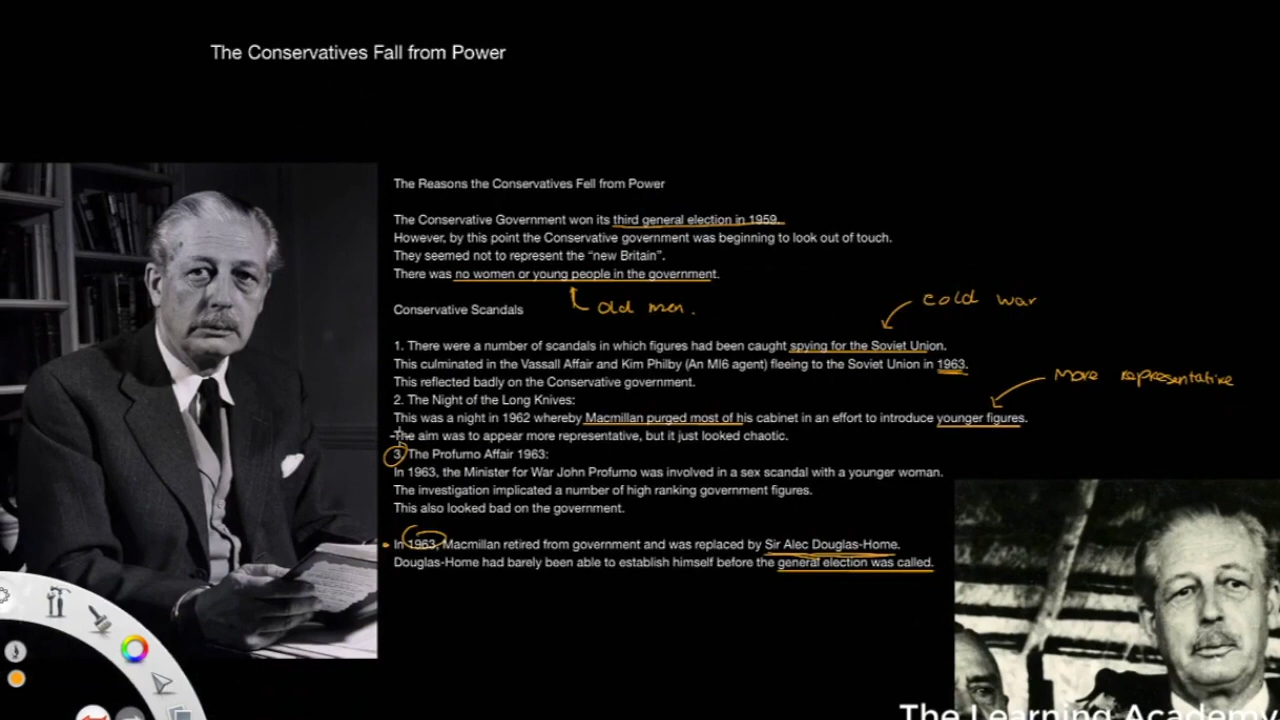 The Conservatives Fall from Power
The Reasons the Conservatives Fell from Power
The Conservative Government won its third general election in 1959.
However, by this point the Conservative government was beginning to look out of touch.
They seemed not to represent the “new Britain”.
There was no women or young people in the government.
old men.
Conservative Scandals
cold war
1. There were a number of scandals in which figures had been caught spying for the Soviet Union.
This culminated in the Vassall Affair and Kim Philby (An MI6 agent) fleeing to the Soviet Union in 1963.
More representative
This reflected badly on the Conservative government.
2. The Night of the Long Knives:
This was a night in 1962 whereby Macmillan purged most of his cabinet in an effort to introduce younger figures.
The aim was to appear more representative, but it just looked chaotic.
3. The Profumo Affair 1963:
In 1963, the Minister for War John Profumo was involved in a sex scandal with a younger woman.
The investigation implicated a number of high ranking government figures.
This also looked bad on the government.
In 1963, Macmillan retired from government and was replaced by Sir Alec Douglas-Home.
Douglas-Home had barely been able to establish himself before the general election was called.
The Learning Academy